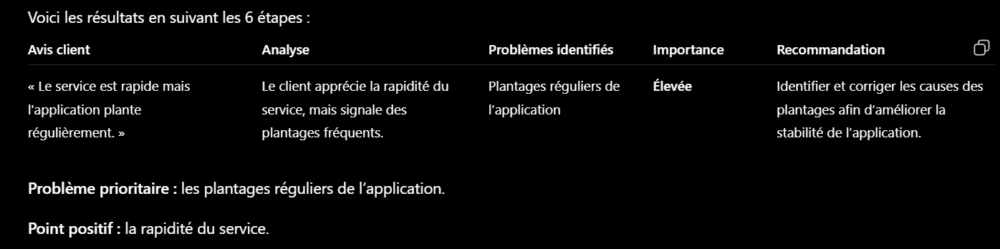 Voici les résultats en suivant les 6 étapes :
Avis client Analyse Problèmes identifiés Importance Recommandation
« Le service est rapide mais Le client apprécie la rapidité du Plantages réguliers de Élevée Identifier et corriger les causes des
l'application plante service, mais signale des l’application plantages afin d’améliorer la
régulièrement. » plantages fréquents. stabilité de l’application.
Problème prioritaire : les plantages réguliers de l’application.
Point positif : la rapidité du service.